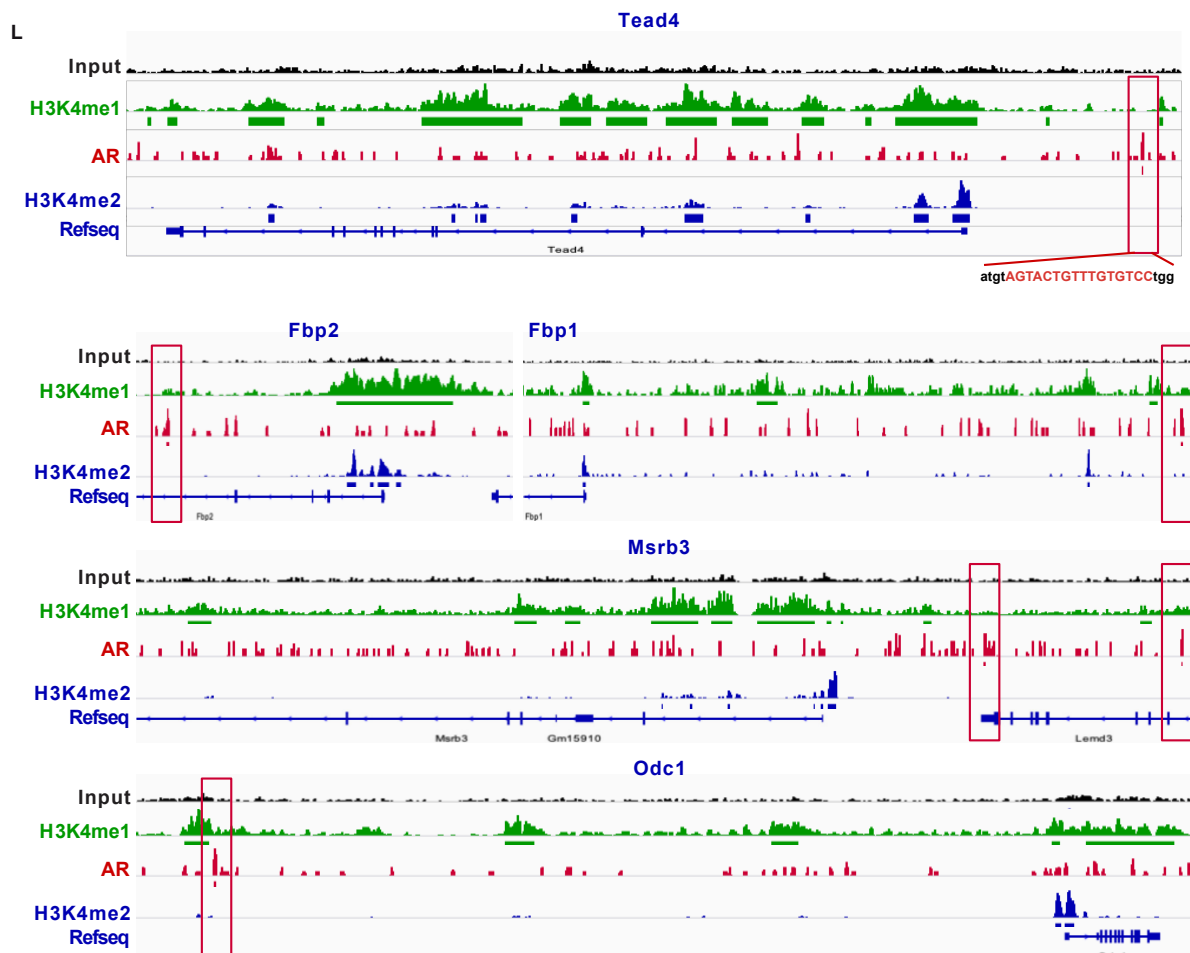 L
Tead4
Input
H3K4me1
AR
H3K4me2
Refseq
Tead4
atgtAGTACTGTTTGTGTCCtgg
Fbp2 Fbp1
Input
H3K4me1
AR
H3K4me2
Refseq
Fbp2 Fbp1
Msrb3
Input
H3K4me1
AR
H3K4me2
Refseq
Msrb3 Gm15910 Lemd3
Odc1
Input
H3K4me1
AR
H3K4me2
Refseq